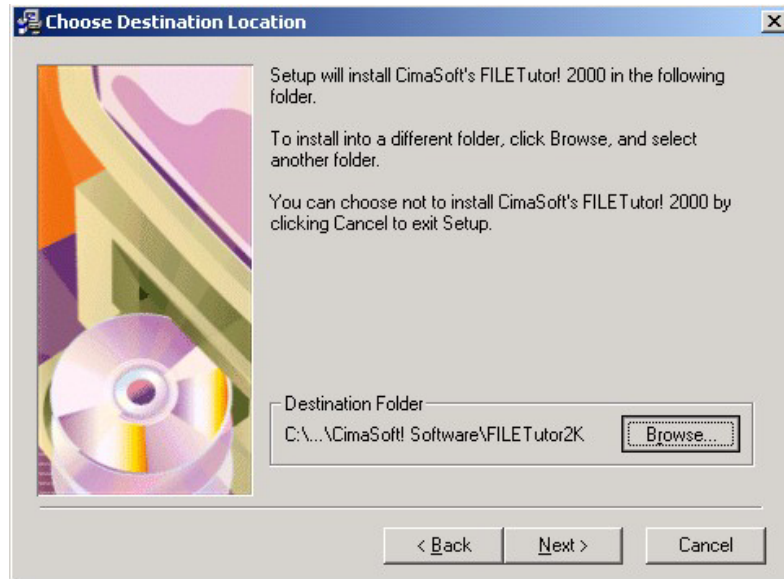 Choose Destination Location
Setup will install CimaSoft's FILETutor! 2000 in the following
folder.
To install into a different folder, click Browse, and select
another folder.
You can choose not to install CimaSoft's FILETutor! 2000 by
clicking Cancel to exit Setup.
Destination Folder
C:\...\CimaSoft! Software\FILETutor2K
Browse...
< Back
Next >
Cancel